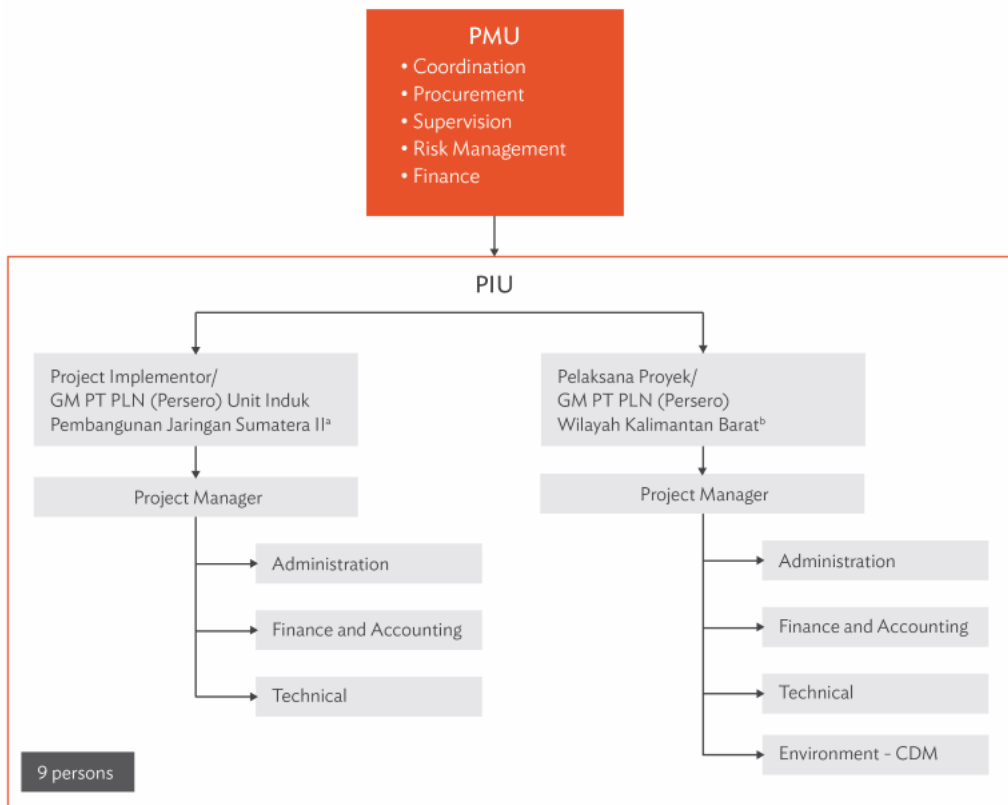 PMU
• Coordination
• Procurement
• Supervision
• Risk Management
• Finance
PIU
Project Implementor/
GM PT PLN (Persero) Unit Induk
Pembangunan Jaringan Sumatera IIᵃ
Project Manager
Administration
Finance and Accounting
Technical
Pelaksana Proyek/
GM PT PLN (Persero)
Wilayah Kalimantan Baratᵇ
Project Manager
Administration
Finance and Accounting
Technical
Environment - CDM
9 persons